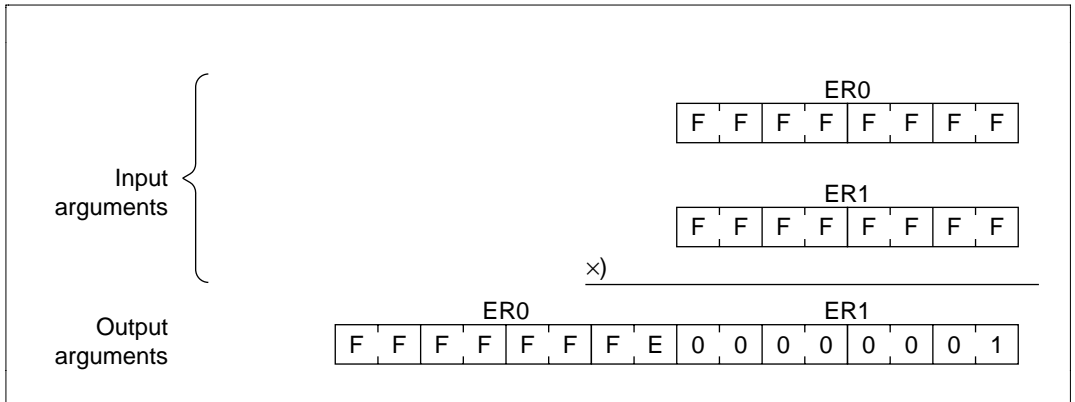 ER0
F F F F F F F F
Input
arguments
ER1
F F F F F F F F
×)
ER0 ER1
Output
arguments
F F F F F F F E 0 0 0 0 0 0 0 1